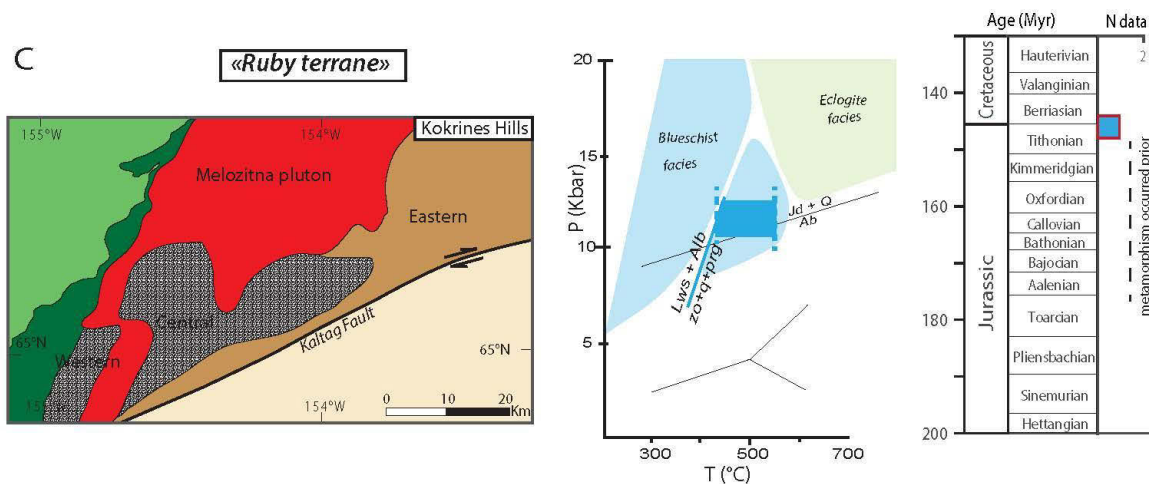 C
«Ruby terrane»
155°W
154°W
Kokrines Hills
Melozitna pluton
Eastern
Central
Kaltag Fault
65°N
Western
65°N
154°W
0 10 20
Km
20
15
10
5
P (Kbar)
Blueschist
facies
Eclogite
facies
Jd + Q
Ab
Lws + Alb
zo+q+prg
300 500 700
T (°C)
Age (Myr)
N data
2
140
160
180
200
Cretaceous
Jurassic
Hauterivian
Valanginian
Berriasian
Tithonian
Kimmeridgian
Oxfordian
Callovian
Bathonian
Bajocian
Aalenian
Toarcian
Pliensbachian
Sinemurian
Hettangian
metamorphism occurred prior